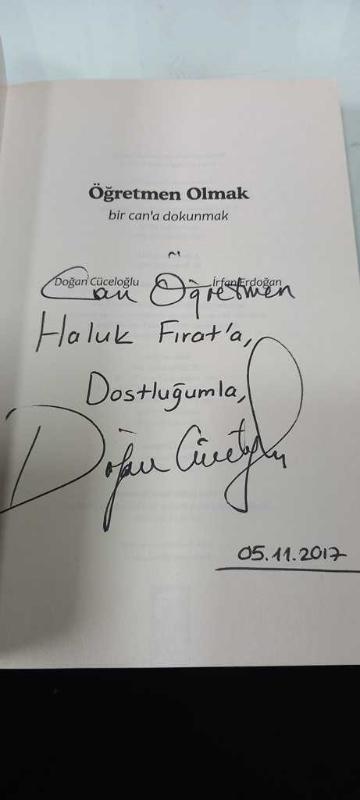 Öğretmen Olmak
bir can'a dokunmak
Doğan Cüceloğlu İrfan Erdoğan
Can Öğretmen
Haluk Fırat'a,
Dostluğumla,
Doğan Cüceloğlu
05.11.2017